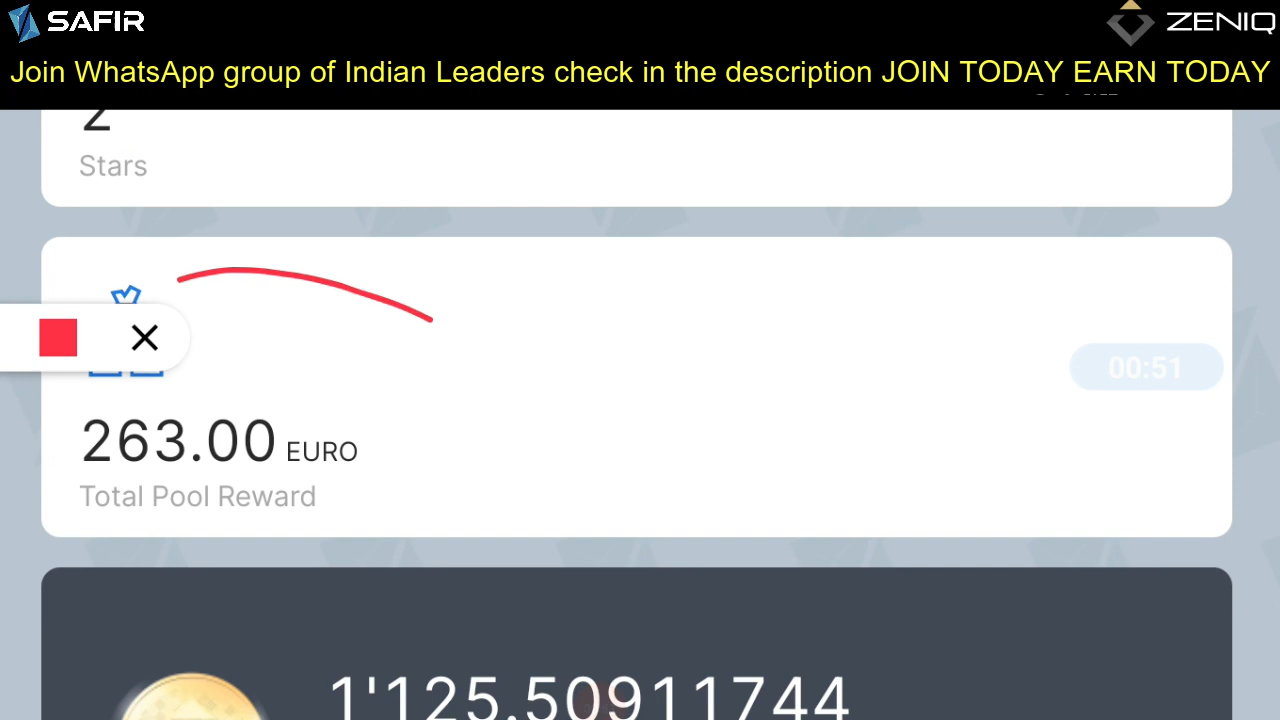 SAFIR
ZENIQ
Join WhatsApp group of Indian Leaders check in the description JOIN TODAY EARN TODAY
2
Stars
00:51
263.00 EURO
Total Pool Reward
1'125.50911744